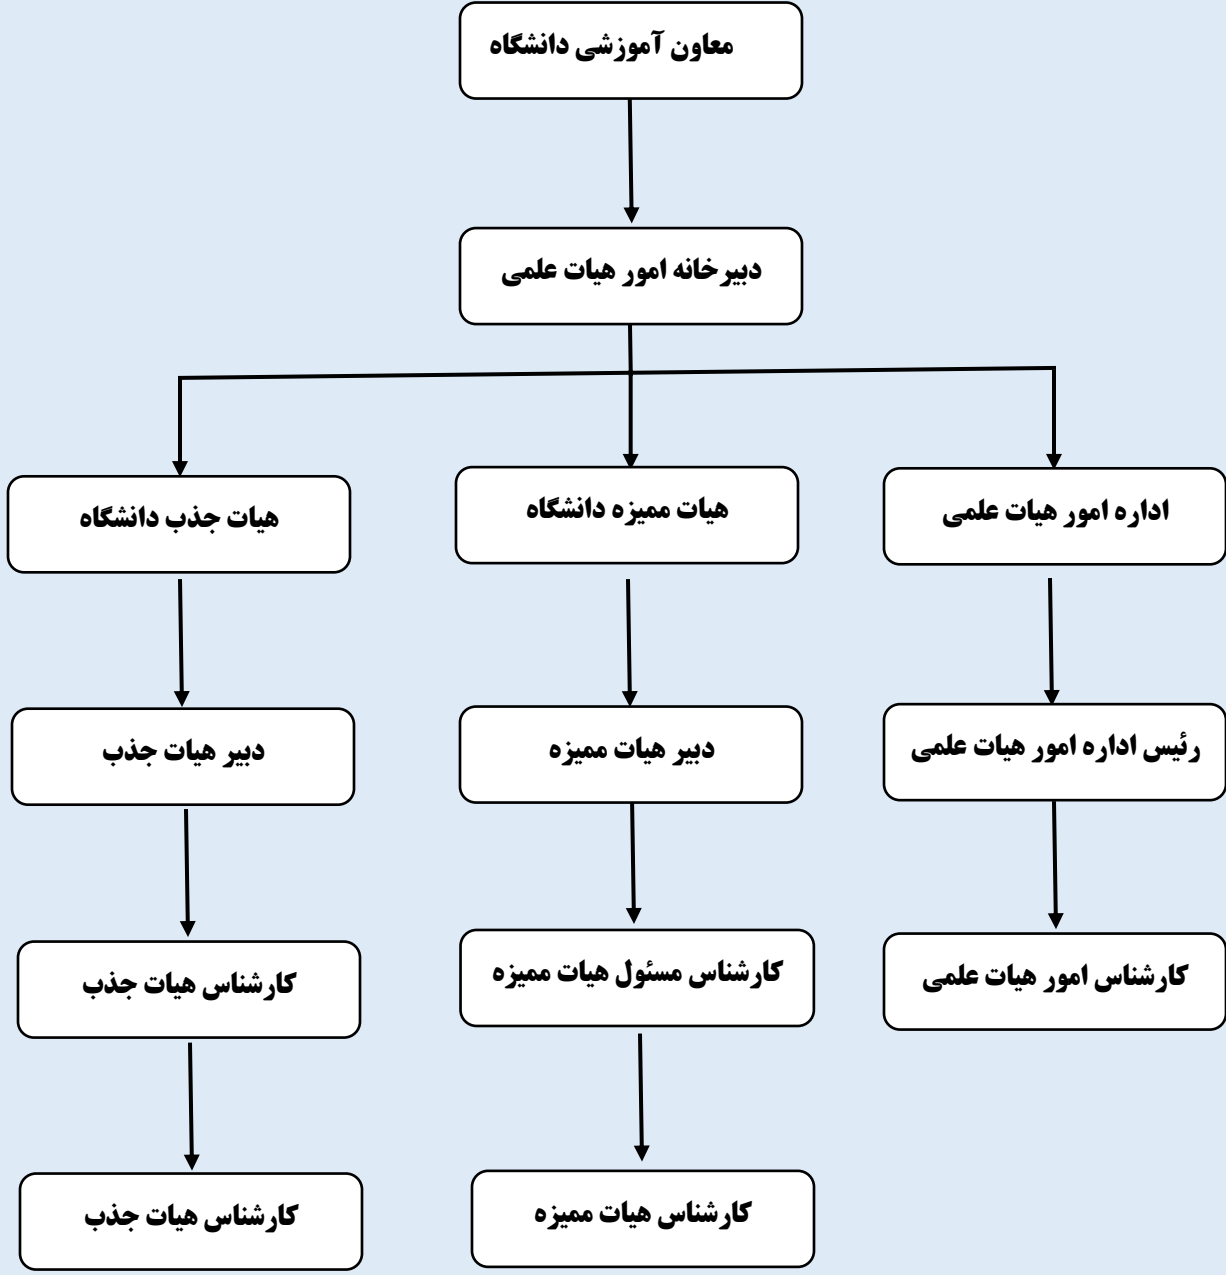 معاون آموزشی دانشگاه
دبیرخانه امور هیات علمی
اداره امور هیات علمی
هیات ممیزه دانشگاه
هیات جذب دانشگاه
رئیس اداره امور هیات علمی
دبیر هیات ممیزه
دبیر هیات جذب
کارشناس امور هیات علمی
کارشناس مسئول هیات ممیزه
کارشناس هیات جذب
کارشناس هیات ممیزه
کارشناس هیات جذب